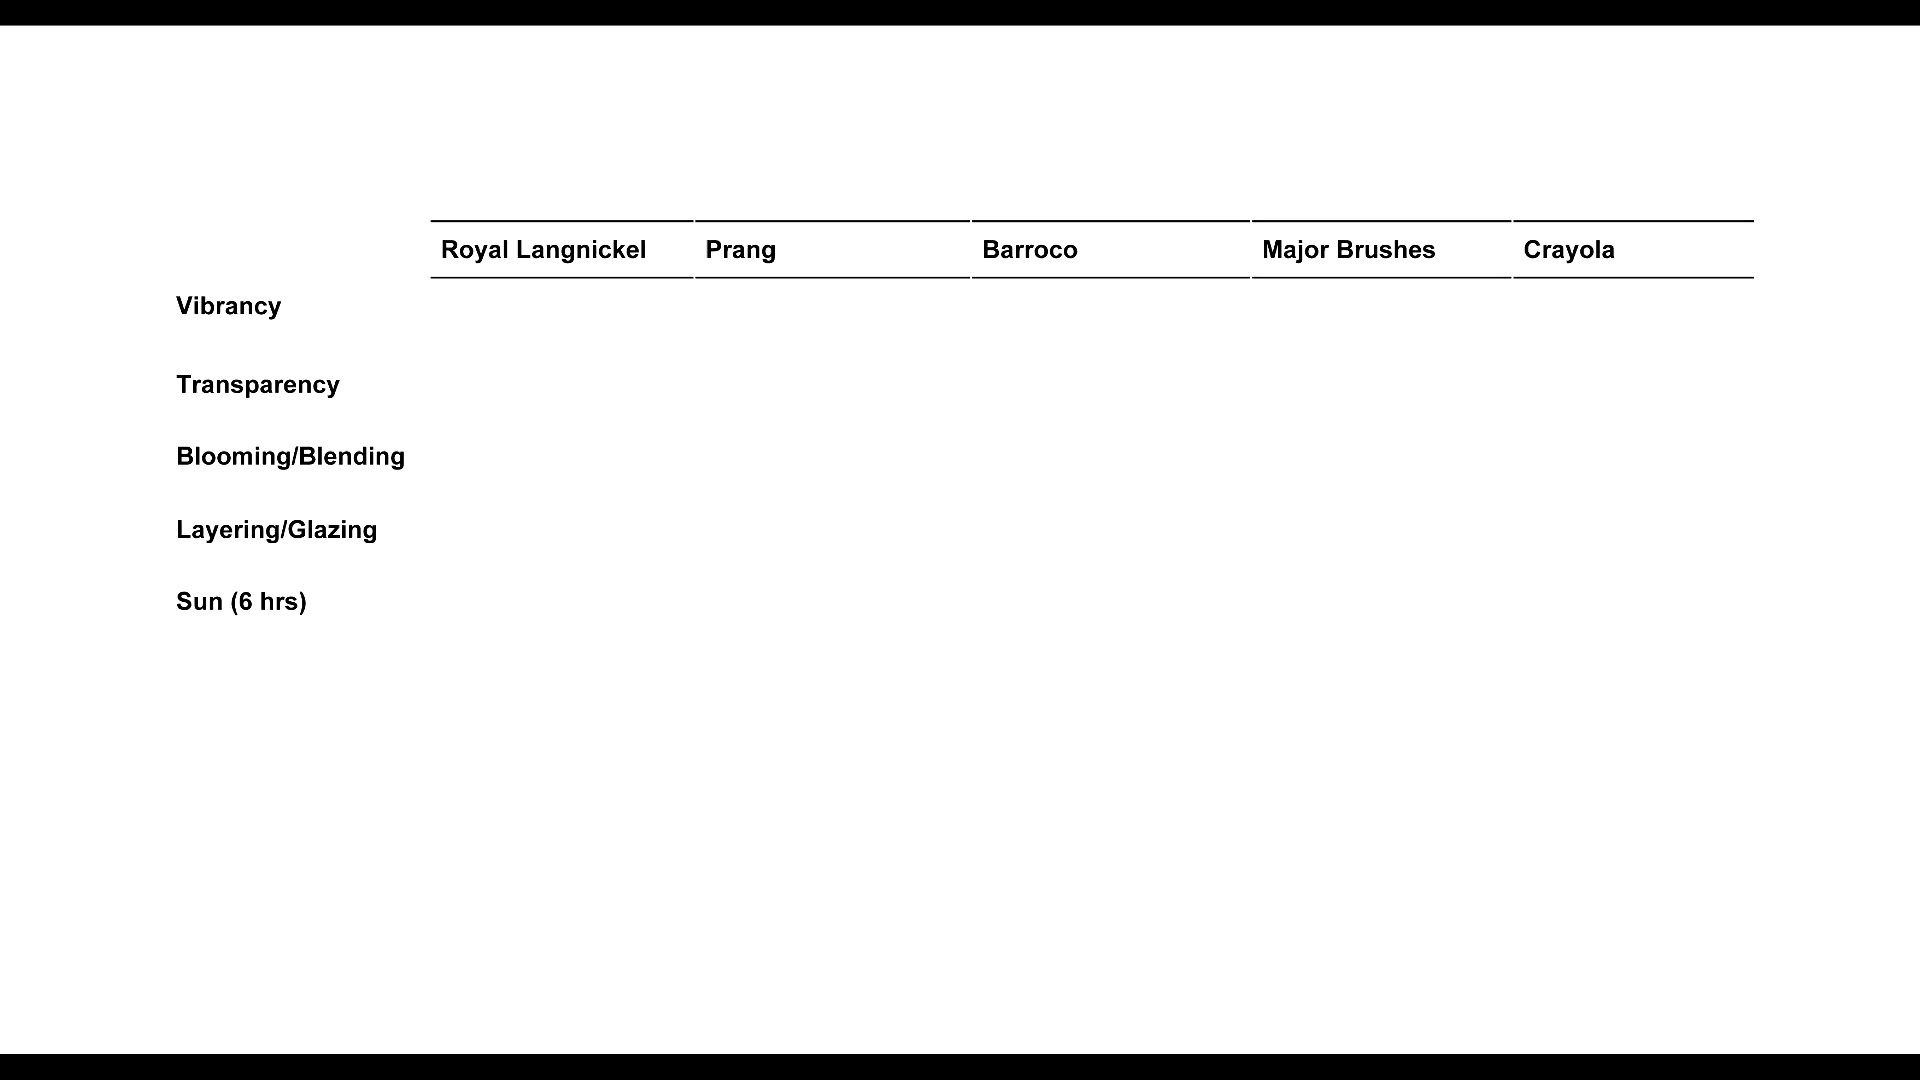 Royal Langnickel Prang Barroco Major Brushes Crayola
Vibrancy
Transparency
Blooming/Blending
Layering/Glazing
Sun (6 hrs)